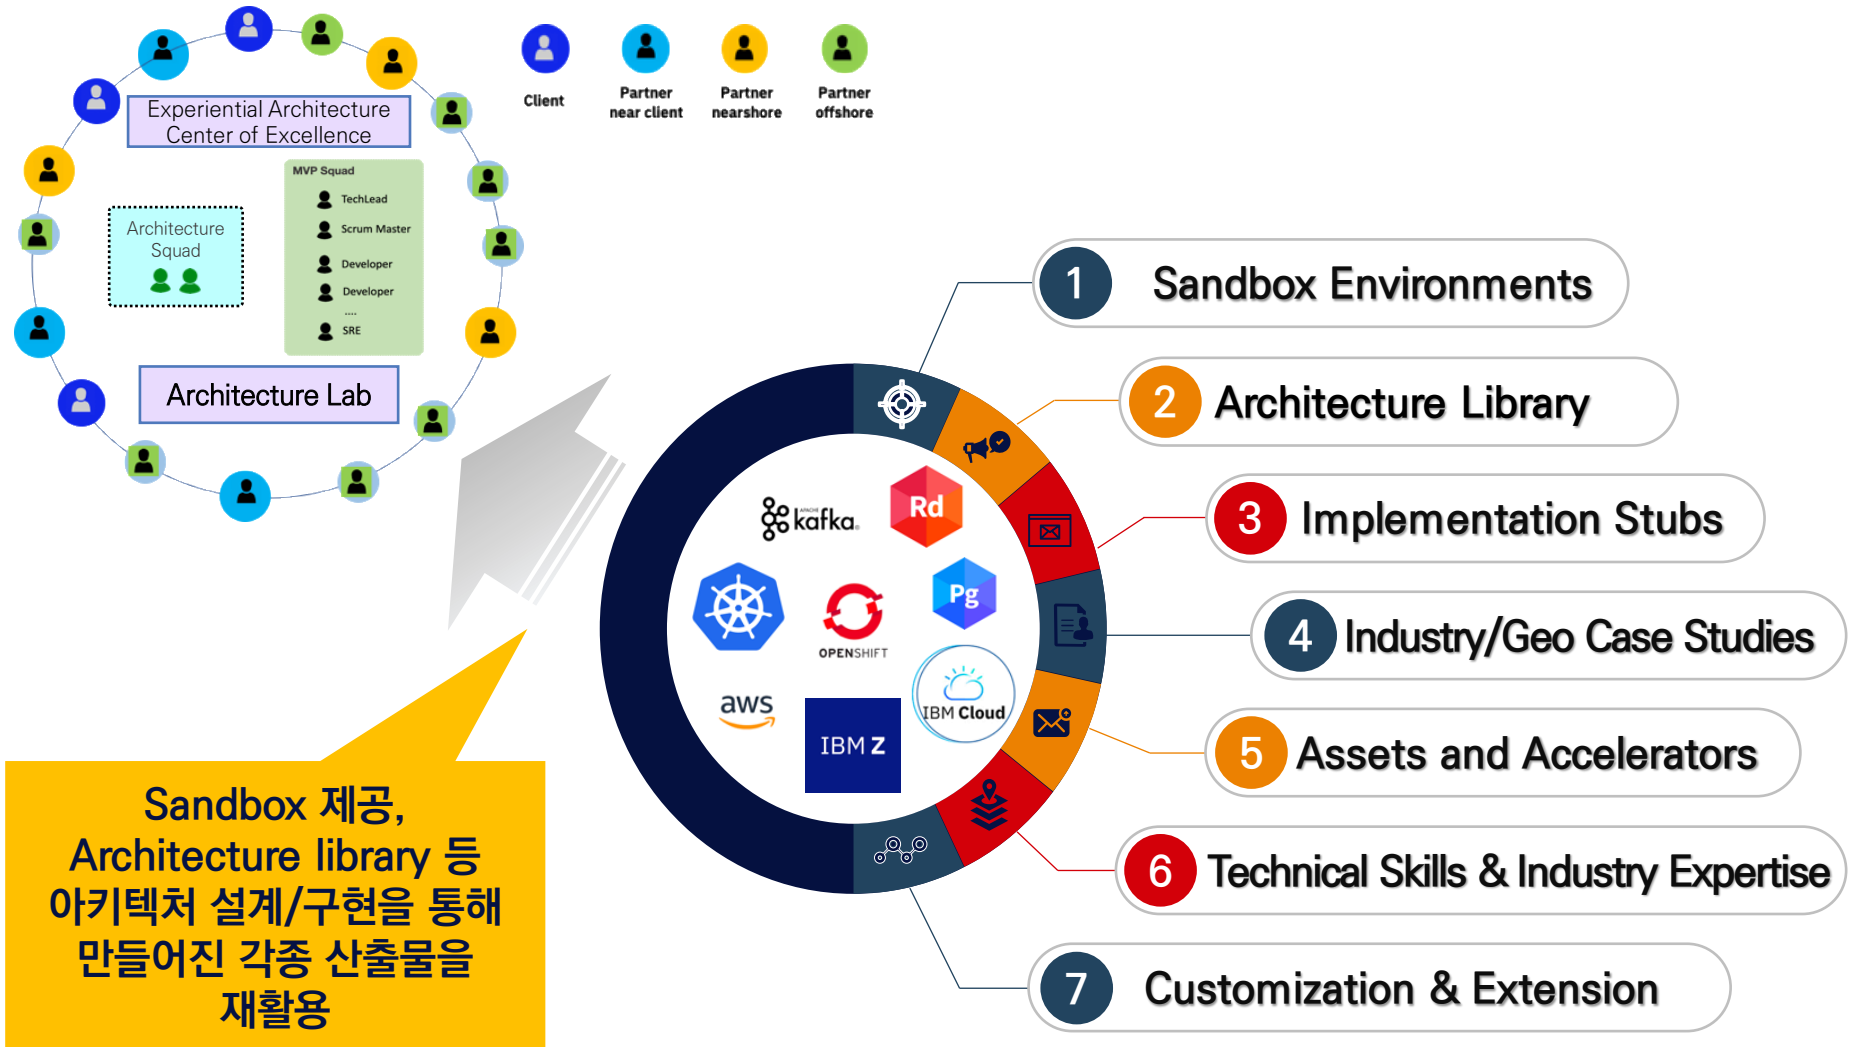 Client
Partner
near client
Partner
nearshore
Partner
offshore
Experiential Architecture
Center of Excellence
MVP Squad
TechLead
Scrum Master
Developer
Developer
....
SRE
Architecture
Squad
Architecture Lab
1 Sandbox Environments
2 Architecture Library
3 Implementation Stubs
4 Industry/Geo Case Studies
5 Assets and Accelerators
6 Technical Skills & Industry Expertise
7 Customization & Extension
APACHE
kafka
Rd
Pg
OPENSHIFT
aws
IBM Cloud
IBM Z
Sandbox 제공,
Architecture library 등
아키텍처 설계/구현을 통해
만들어진 각종 산출물을
재활용